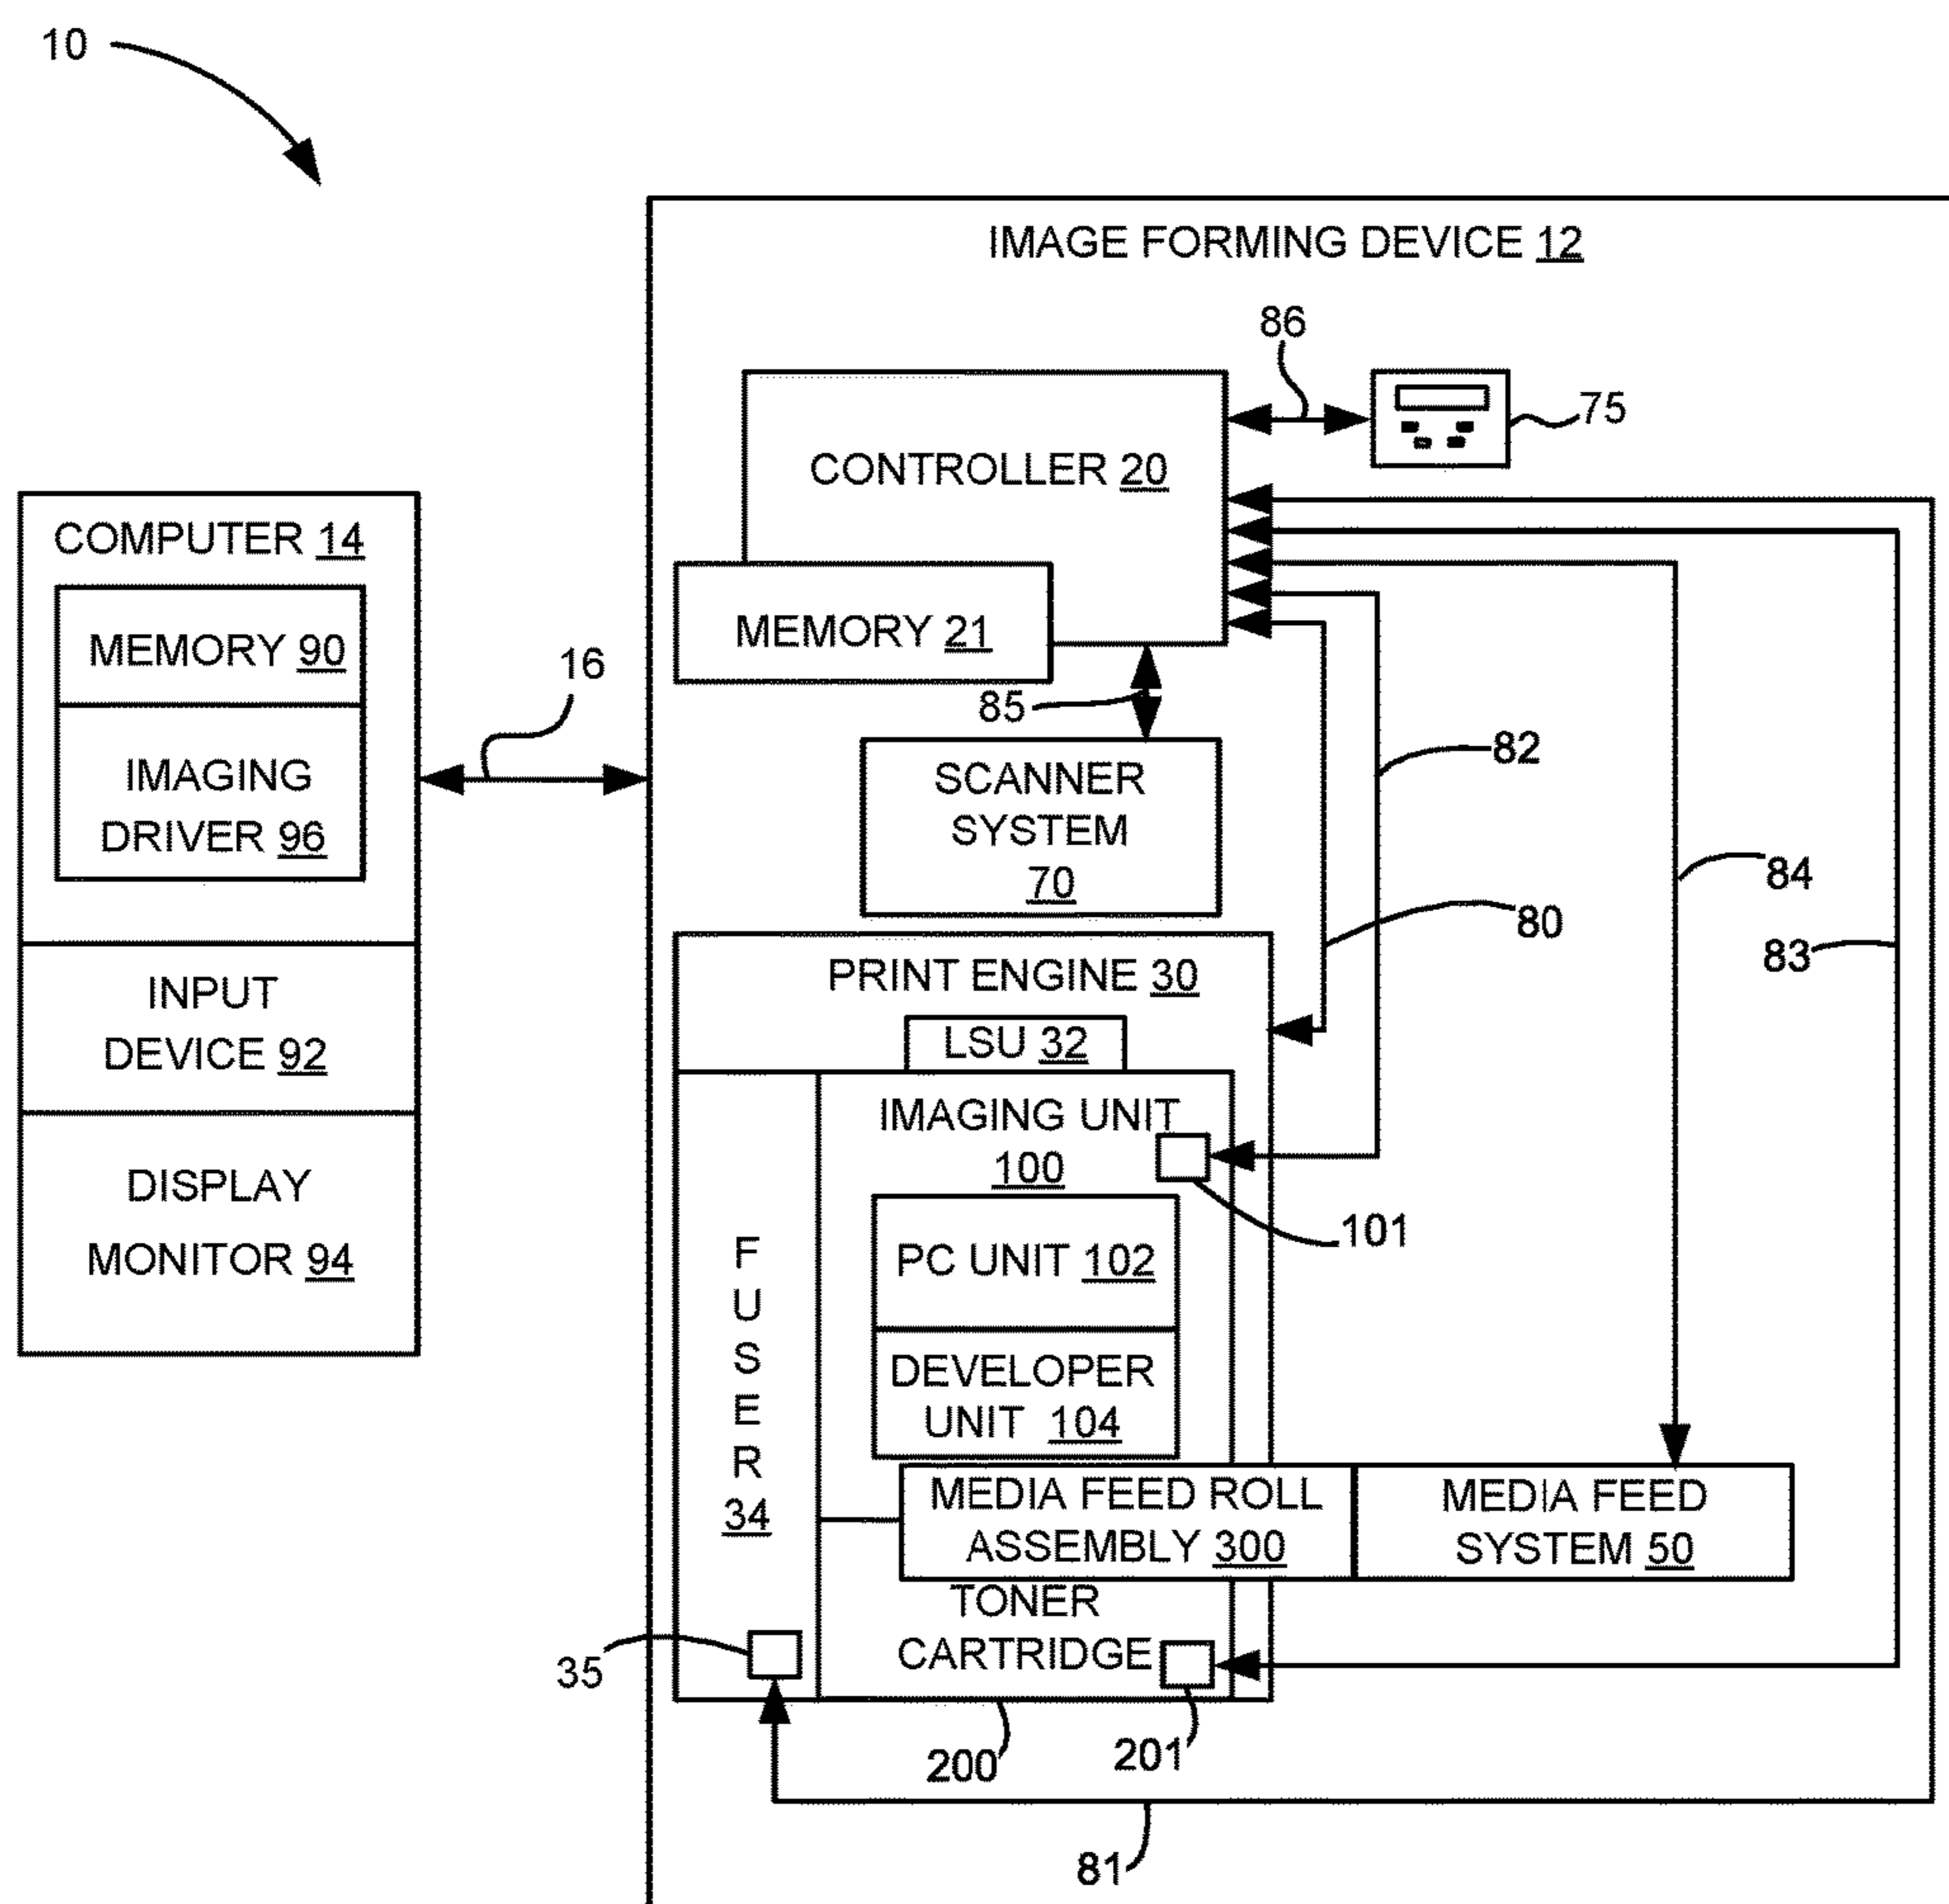 10
IMAGE FORMING DEVICE 12
86
75
CONTROLLER 20
MEMORY 21
85
COMPUTER 14
MEMORY 90
IMAGING
DRIVER 96
INPUT
DEVICE 92
DISPLAY
MONITOR 94
16
SCANNER
SYSTEM
70
82
84
80
83
PRINT ENGINE 30
LSU 32
IMAGING UNIT
100
101
PC UNIT 102
DEVELOPER
UNIT 104
FUSER
34
MEDIA FEED ROLL
ASSEMBLY 300
MEDIA FEED
SYSTEM 50
TONER
CARTRIDGE
35
200
201
81